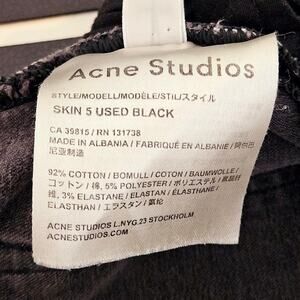 Acne Studios
STYLE/MODELL/MODÈLE/STIL/スタイル
SKIN 5 USED BLACK
CA 39815 / RN 131738
MADE IN ALBANIA / FABRIQUÉ EN ALBANIE / 阿尔巴
尼亚制造
92% COTTON / BOMULL / COTON / BAUMWOLLE /
コットン / 棉, 5% POLYESTER / ポリエステル / 聚酯纤
维, 3% ELASTANE / ELASTAN / ÉLASTHANNE /
ELASTHAN / エラスタン / 氨纶
ACNE STUDIOS L.NYG.23 STOCKHOLM
ACNESTUDIOS.COM